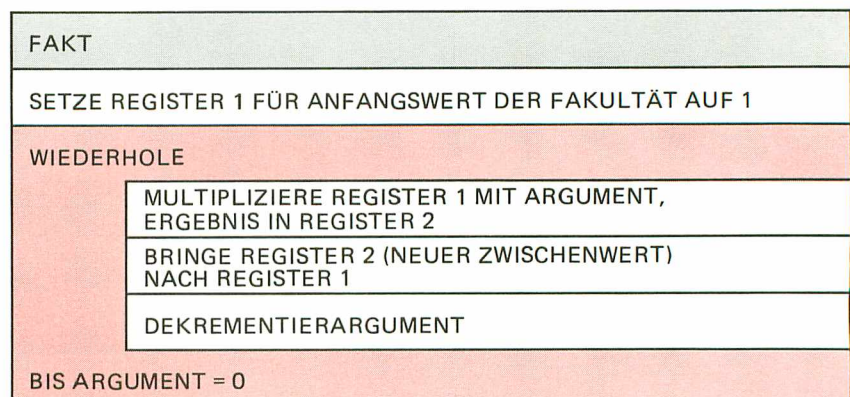 FAKT
SETZE REGISTER 1 FÜR ANFANGSWERT DER FAKULTÄT AUF 1
WIEDERHOLE
MULTIPLIZIERE REGISTER 1 MIT ARGUMENT,
ERGEBNIS IN REGISTER 2
BRINGE REGISTER 2 (NEUER ZWISCHENWERT)
NACH REGISTER 1
DEKREMENTIERARGUMENT
BIS ARGUMENT = 0